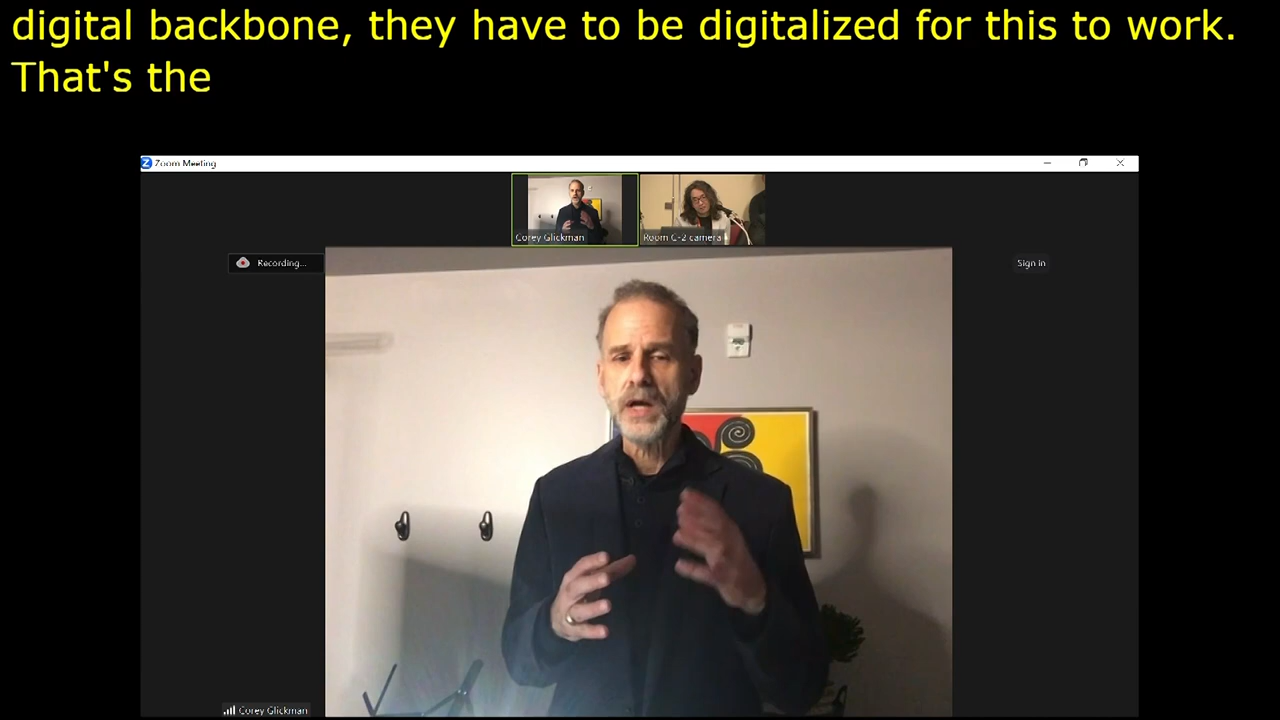 digital backbone, they have to be digitalized for this to work.
That's the
Zoom Meeting
Corey Glickman
Room C-2 camera
Recording...
Sign in
Corey Glickman